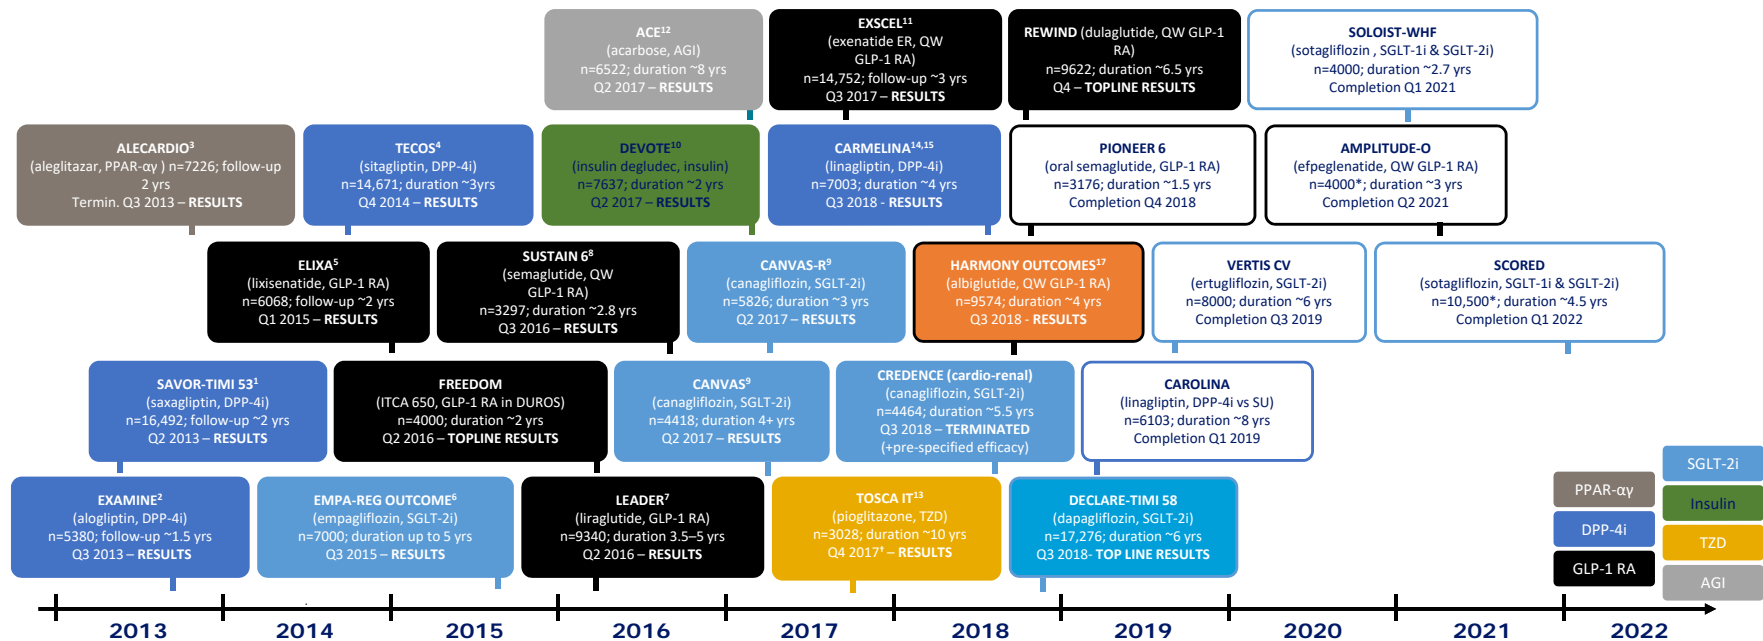 ACE12
(acarbose, AGI)
n=6522; duration ~8 yrs
Q2 2017 – RESULTS
EXSCEL11
(exenatide ER, QW
GLP-1 RA)
n=14,752; follow-up ~3 yrs
Q3 2017 – RESULTS
REWIND (dulaglutide, QW GLP-1
RA)
n=9622; duration ~6.5 yrs
Q4 – TOPLINE RESULTS
SOLOIST-WHF
(sotagliflozin , SGLT-1i & SGLT-2i)
n=4000; duration ~2.7 yrs
Completion Q1 2021
ALECARDIO3
(aleglitazar, PPAR-αγ ) n=7226; follow-up
2 yrs
Termin. Q3 2013 – RESULTS
TECOS4
(sitagliptin, DPP-4i)
n=14,671; duration ~3yrs
Q4 2014 – RESULTS
DEVOTE10
(insulin degludec, insulin)
n=7637; duration ~2 yrs
Q2 2017 – RESULTS
CARMELINA14,15
(linagliptin, DPP-4i)
n=7003; duration ~4 yrs
Q3 2018 - RESULTS
PIONEER 6
(oral semaglutide, GLP-1 RA)
n=3176; duration ~1.5 yrs
Completion Q4 2018
AMPLITUDE-O
(efpeglenatide, QW GLP-1 RA)
n=4000*; duration ~3 yrs
Completion Q2 2021
ELIXA5
(lixisenatide, GLP-1 RA)
n=6068; follow-up ~2 yrs
Q1 2015 – RESULTS
SUSTAIN 68
(semaglutide, QW
GLP-1 RA)
n=3297; duration ~2.8 yrs
Q3 2016 – RESULTS
CANVAS-R9
(canagliflozin, SGLT-2i)
n=5826; duration ~3 yrs
Q2 2017 – RESULTS
HARMONY OUTCOMES17
(albiglutide, QW GLP-1 RA)
n=9574; duration ~4 yrs
Q3 2018 - RESULTS
VERTIS CV
(ertugliflozin, SGLT-2i)
n=8000; duration ~6 yrs
Completion Q3 2019
SCORED
(sotagliflozin, SGLT-1i & SGLT-2i)
n=10,500*; duration ~4.5 yrs
Completion Q1 2022
SAVOR-TIMI 531
(saxagliptin, DPP-4i)
n=16,492; follow-up ~2 yrs
Q2 2013 – RESULTS
FREEDOM
(ITCA 650, GLP-1 RA in DUROS)
n=4000; duration ~2 yrs
Q2 2016 – TOPLINE RESULTS
CANVAS9
(canagliflozin, SGLT-2i)
n=4418; duration 4+ yrs
Q2 2017 – RESULTS
CREDENCE (cardio-renal)
(canagliflozin, SGLT-2i)
n=4464; duration ~5.5 yrs
Q3 2018 – TERMINATED
(+pre-specified efficacy)
CAROLINA
(linagliptin, DPP-4i vs SU)
n=6103; duration ~8 yrs
Completion Q1 2019
EXAMINE2
(alogliptin, DPP-4i)
n=5380; follow-up ~1.5 yrs
Q3 2013 – RESULTS
EMPA-REG OUTCOME6
(empagliflozin, SGLT-2i)
n=7000; duration up to 5 yrs
Q3 2015 – RESULTS
LEADER7
(liraglutide, GLP-1 RA)
n=9340; duration 3.5–5 yrs
Q2 2016 – RESULTS
TOSCA IT13
(pioglitazone, TZD)
n=3028; duration ~10 yrs
Q4 2017† – RESULTS
DECLARE-TIMI 58
(dapagliflozin, SGLT-2i)
n=17,276; duration ~6 yrs
Q3 2018- TOP LINE RESULTS
PPAR-αγ
DPP-4i
GLP-1 RA
SGLT-2i
Insulin
TZD
AGI
2013
2014
2015
2016
2017
2018
2019
2020
2021
2022